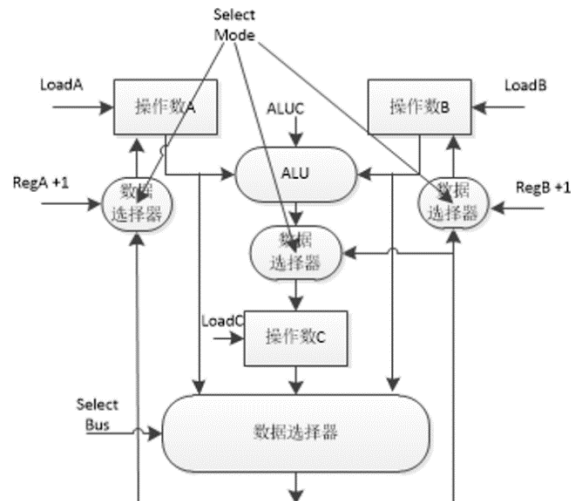 Select
Mode
LoadA
操作数A
ALUC
操作数B
LoadB
ALU
RegA +1
数据
选择器
数据
选择器
RegB +1
数据
选择器
LoadC
操作数C
Select
Bus
数据选择器